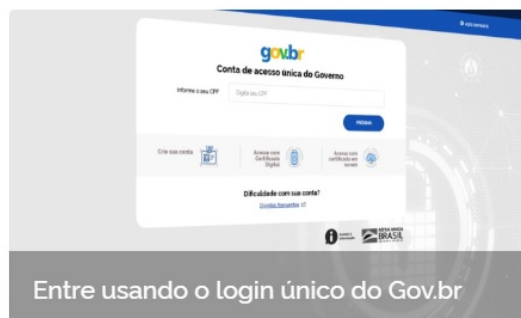 gov.br
Conta de acesso única do Governo
Informe o seu CPF
Digite seu CPF
PRÓXIMA
Crie sua conta
Acesso com
Certificado
Digital
Acesso com
certificado em
nuvem
Dificuldade com sua conta?
Dúvidas frequentes
BRASIL
Entre usando o login único do Gov.br